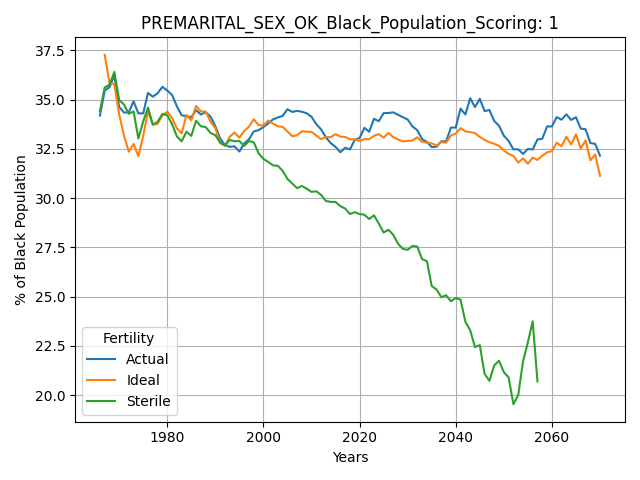 PREMARITAL_SEX_OK_Black_Population_Scoring: 1
% of Black Population
37.5
35.0
32.5
30.0
27.5
25.0
22.5
20.0
Fertility
Actual
Ideal
Sterile
1980 2000 2020 2040 2060
Years